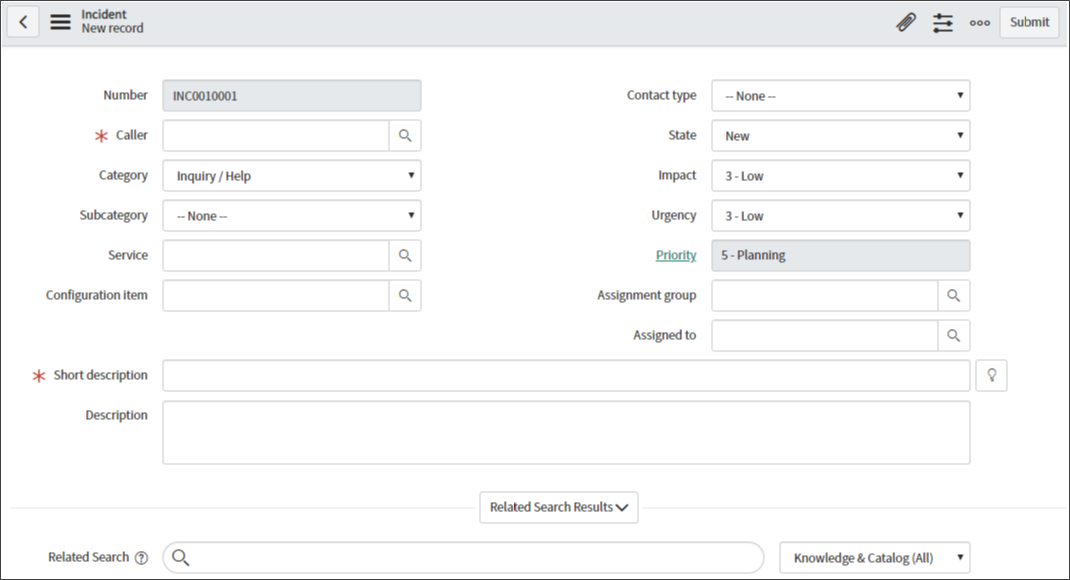 Incident
New record
Submit
Number INC0010001
Contact type -- None --
* Caller
State New
Category Inquiry / Help
Impact 3 - Low
Subcategory -- None --
Urgency 3 - Low
Service
Priority 5 - Planning
Configuration item
Assignment group
Assigned to
* Short description
Description
Related Search Results
Related Search ? Knowledge & Catalog (All)